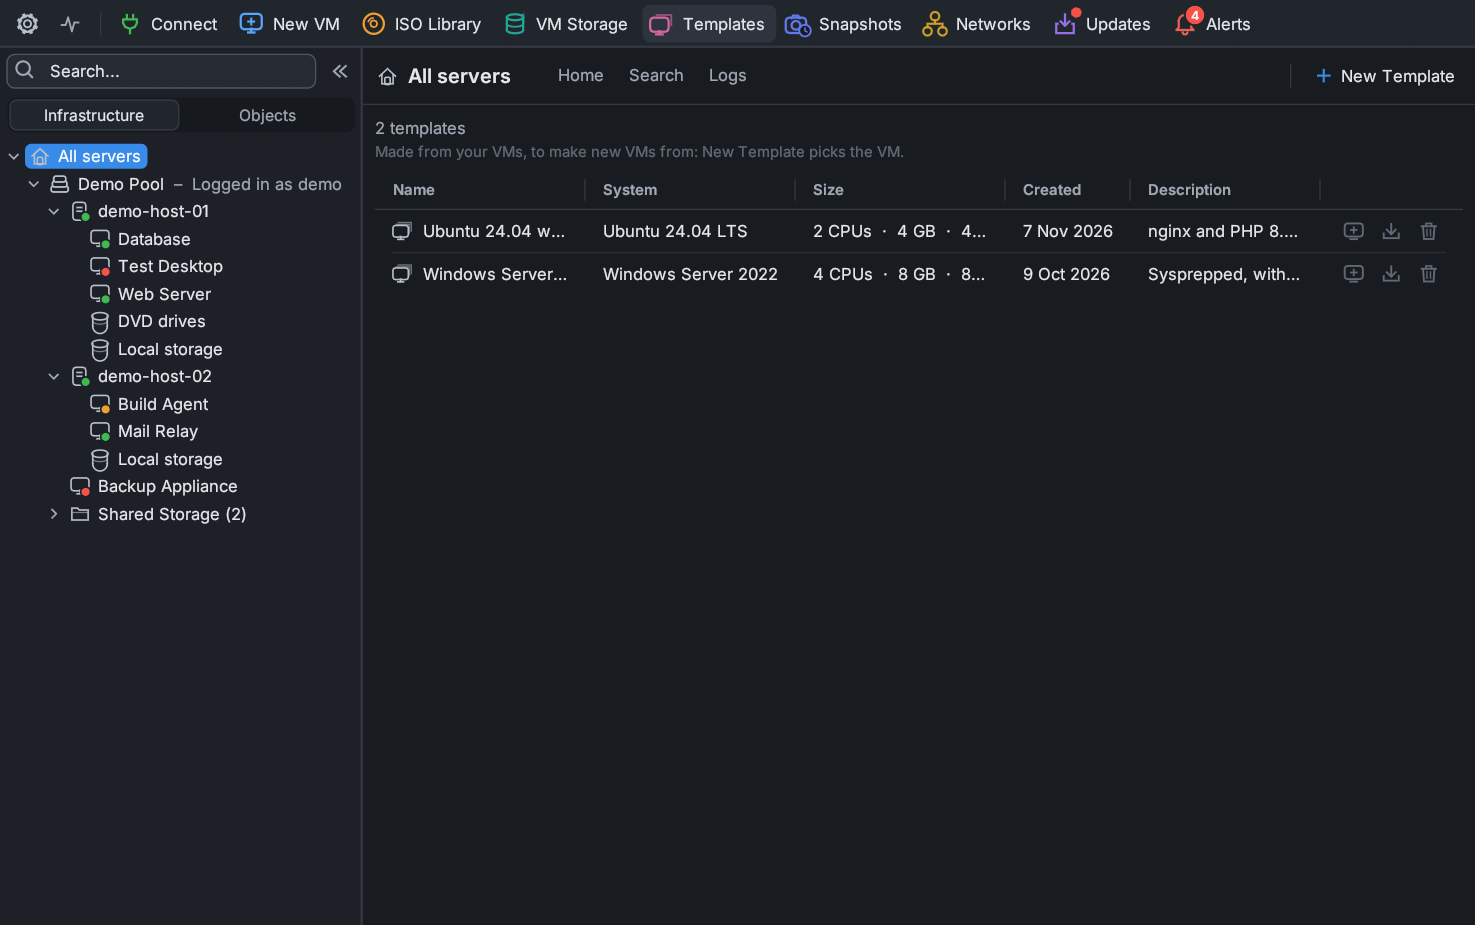 Connect New VM ISO Library VM Storage Templates Snapshots Networks Updates 4 Alerts
Search...
All servers Home Search Logs New Template
Infrastructure Objects
2 templates
Made from your VMs, to make new VMs from: New Template picks the VM.
All servers
Demo Pool – Logged in as demo
demo-host-01
Database
Test Desktop
Web Server
DVD drives
Local storage
demo-host-02
Build Agent
Mail Relay
Local storage
Backup Appliance
Shared Storage (2)
Name System Size Created Description
Ubuntu 24.04 w... Ubuntu 24.04 LTS 2 CPUs · 4 GB · 4... 7 Nov 2026 nginx and PHP 8....
Windows Server... Windows Server 2022 4 CPUs · 8 GB · 8... 9 Oct 2026 Sysprepped, with...